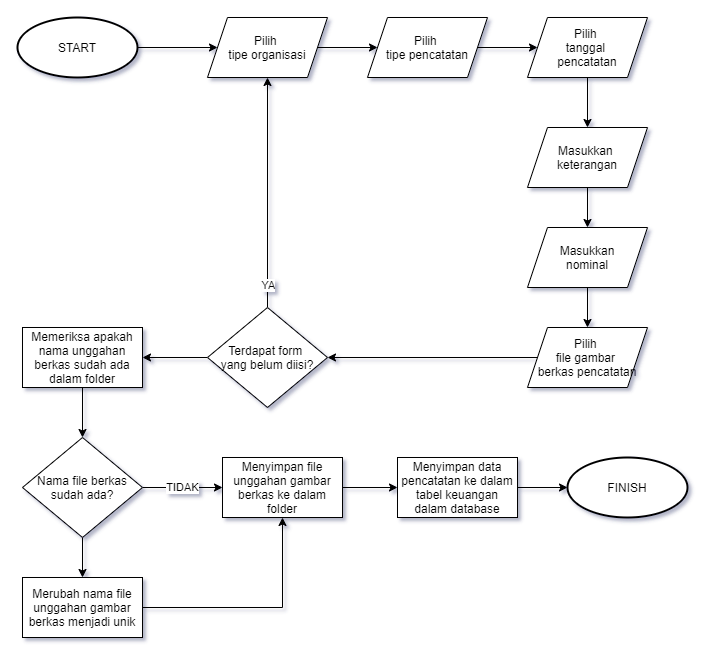 START
Pilih
tipe organisasi
Pilih
tipe pencatatan
Pilih
tanggal
pencatatan
Masukkan
keterangan
Masukkan
nominal
Pilih
file gambar
berkas pencatatan
YA
Terdapat form
yang belum diisi?
Memeriksa apakah
nama unggahan
berkas sudah ada
dalam folder
Nama file berkas
sudah ada?
TIDAK
Menyimpan file
unggahan gambar
berkas ke dalam
folder
Menyimpan data
pencatatan ke dalam
tabel keuangan
dalam database
FINISH
Merubah nama file
unggahan gambar
berkas menjadi unik